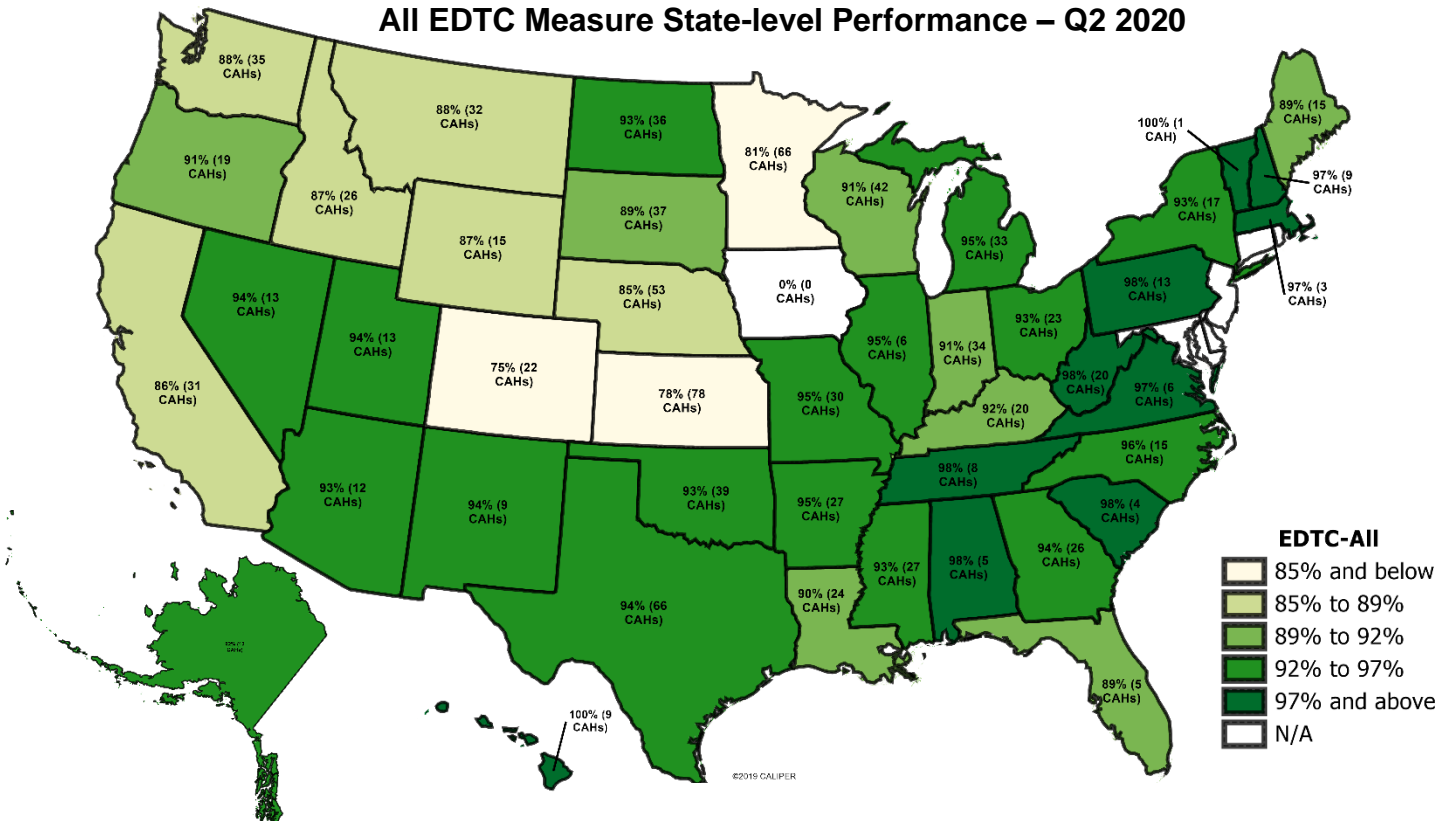 All EDTC Measure State-level Performance – Q2 2020
88% (35
CAHs)
88% (32
CAHs)
93% (36
CAHs)
81% (66
CAHs)
91% (19
CAHs)
87% (26
CAHs)
87% (15
CAHs)
89% (37
CAHs)
91% (42
CAHs)
95% (33
CAHs)
100% (1
CAH)
89% (15
CAHs)
97% (9
CAHs)
93% (17
CAHs)
97% (3
CAHs)
85% (53
CAHs)
0% (0
CAHs)
98% (13
CAHs)
94% (13
CAHs)
94% (13
CAHs)
86% (31
CAHs)
75% (22
CAHs)
78% (78
CAHs)
95% (30
CAHs)
95% (6
CAHs)
91% (34
CAHs)
93% (23
CAHs)
98% (20
CAHs)
97% (6
CAHs)
92% (20
CAHs)
96% (15
CAHs)
98% (8
CAHs)
93% (12
CAHs)
94% (9
CAHs)
93% (39
CAHs)
95% (27
CAHs)
98% (4
CAHs)
93% (27
CAHs)
98% (5
CAHs)
94% (26
CAHs)
94% (66
CAHs)
90% (24
CAHs)
89% (5
CAHs)
CAHs)
100% (9
CAHs)
©2019 CALIPER
EDTC-All
85% and below
85% to 89%
89% to 92%
92% to 97%
97% and above
N/A